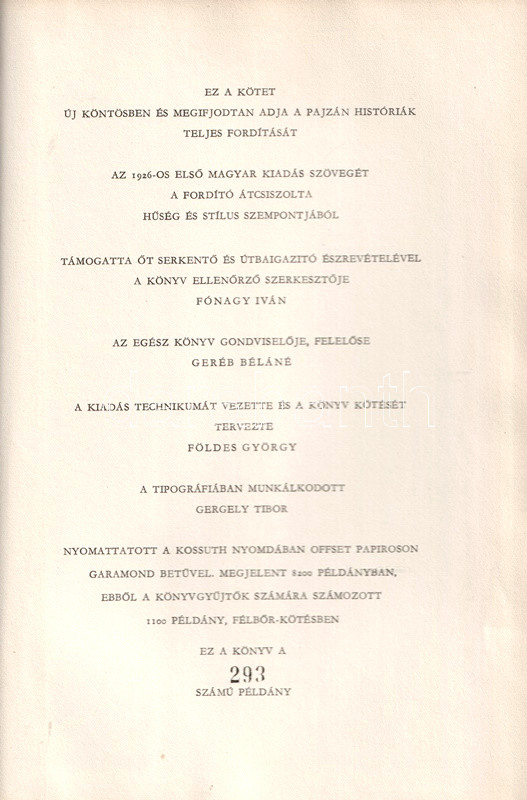 EZ A KÖTET
ÚJ KÖNTÖSBEN ÉS MEGIFJODTAN ADJA A PAJZÁN HISTÓRIÁK
TELJES FORDÍTÁSÁT
AZ 1926-OS ELSŐ MAGYAR KIADÁS SZÖVEGÉT
A FORDÍTÓ ÁTCSISZOLTA
HŰSÉG ÉS STÍLUS SZEMPONTJÁBÓL
TÁMOGATTA ŐT SERKENTŐ ÉS ÚTBAIGAZITÓ ÉSZREVÉTELÉVEL
A KÖNYV ELLENŐRZŐ SZERKESZTŐJE
FÓNAGY IVÁN
AZ EGÉSZ KÖNYV GONDVISELŐJE, FELELŐSE
GERÉB BÉLÁNÉ
A KIADÁS TECHNIKUMÁT VEZETTE ÉS A KÖNYV KÖTÉSÉT
TERVEZTE
FÖLDES GYÖRGY
A TIPOGRÁFIÁBAN MUNKÁLKODOTT
GERGELY TIBOR
NYOMATTATOTT A KOSSUTH NYOMDÁBAN OFFSET PAPIROSON
GARAMOND BETŰVEL. MEGJELENT 8200 PÉLDÁNYBAN,
EBBŐL A KÖNYVGYŰJTŐK SZÁMÁRA SZÁMOZOTT
1100 PÉLDÁNY, FÉLBŐR-KÖTÉSBEN
EZ A KÖNYV A
293
SZÁMÚ PÉLDÁNY